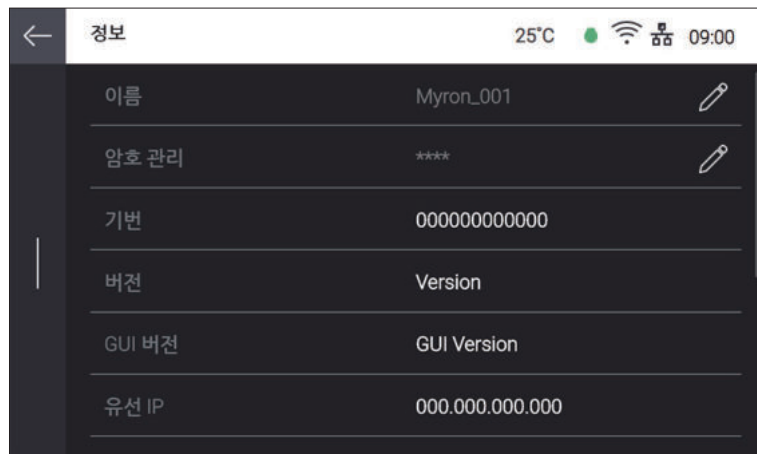 정보 25°C 09:00
이름 Myron_001
암호 관리 ****
기번 000000000000
버전 Version
GUI 버전 GUI Version
유선 IP 000.000.000.000